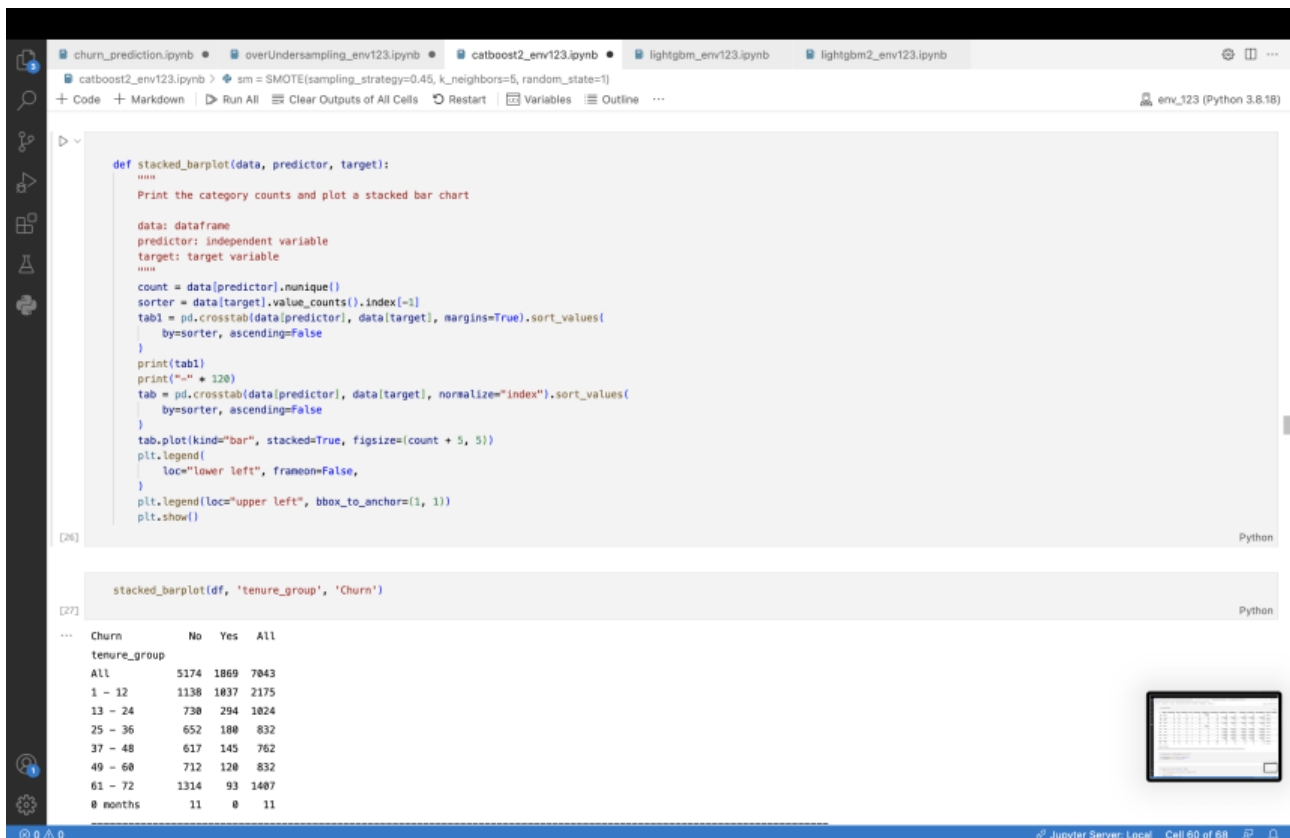 churn_prediction.ipynb overUndersampling_env123.ipynb catboost2_env123.ipynb lightgbm_env123.ipynb lightgbm2_env123.ipynb
catboost2_env123.ipynb > sm = SMOTE(sampling_strategy=0.45, k_neighbors=5, random_state=1)
+ Code + Markdown Run All Clear Outputs of All Cells Restart Variables Outline ... env_123 (Python 3.8.18)
def stacked_barplot(data, predictor, target):
"""
Print the category counts and plot a stacked bar chart
data: dataframe
predictor: independent variable
target: target variable
"""
count = data[predictor].nunique()
sorter = data[target].value_counts().index[-1]
tab1 = pd.crosstab(data[predictor], data[target], margins=True).sort_values(
by=sorter, ascending=False
)
print(tab1)
print("-" * 120)
tab = pd.crosstab(data[predictor], data[target], normalize="index").sort_values(
by=sorter, ascending=False
)
tab.plot(kind="bar", stacked=True, figsize=(count + 5, 5))
plt.legend(
loc="lower left", frameon=False,
)
plt.legend(loc="upper left", bbox_to_anchor=(1, 1))
plt.show()
[26] Python
stacked_barplot(df, 'tenure_group', 'Churn')
[27] Python
... Churn No Yes All
tenure_group
All 5174 1869 7043
1 - 12 1138 1037 2175
13 - 24 730 294 1024
25 - 36 652 180 832
37 - 48 617 145 762
49 - 60 712 120 832
61 - 72 1314 93 1407
0 months 11 0 11
0 0 Jupyter Server: Local Cell 60 of 68